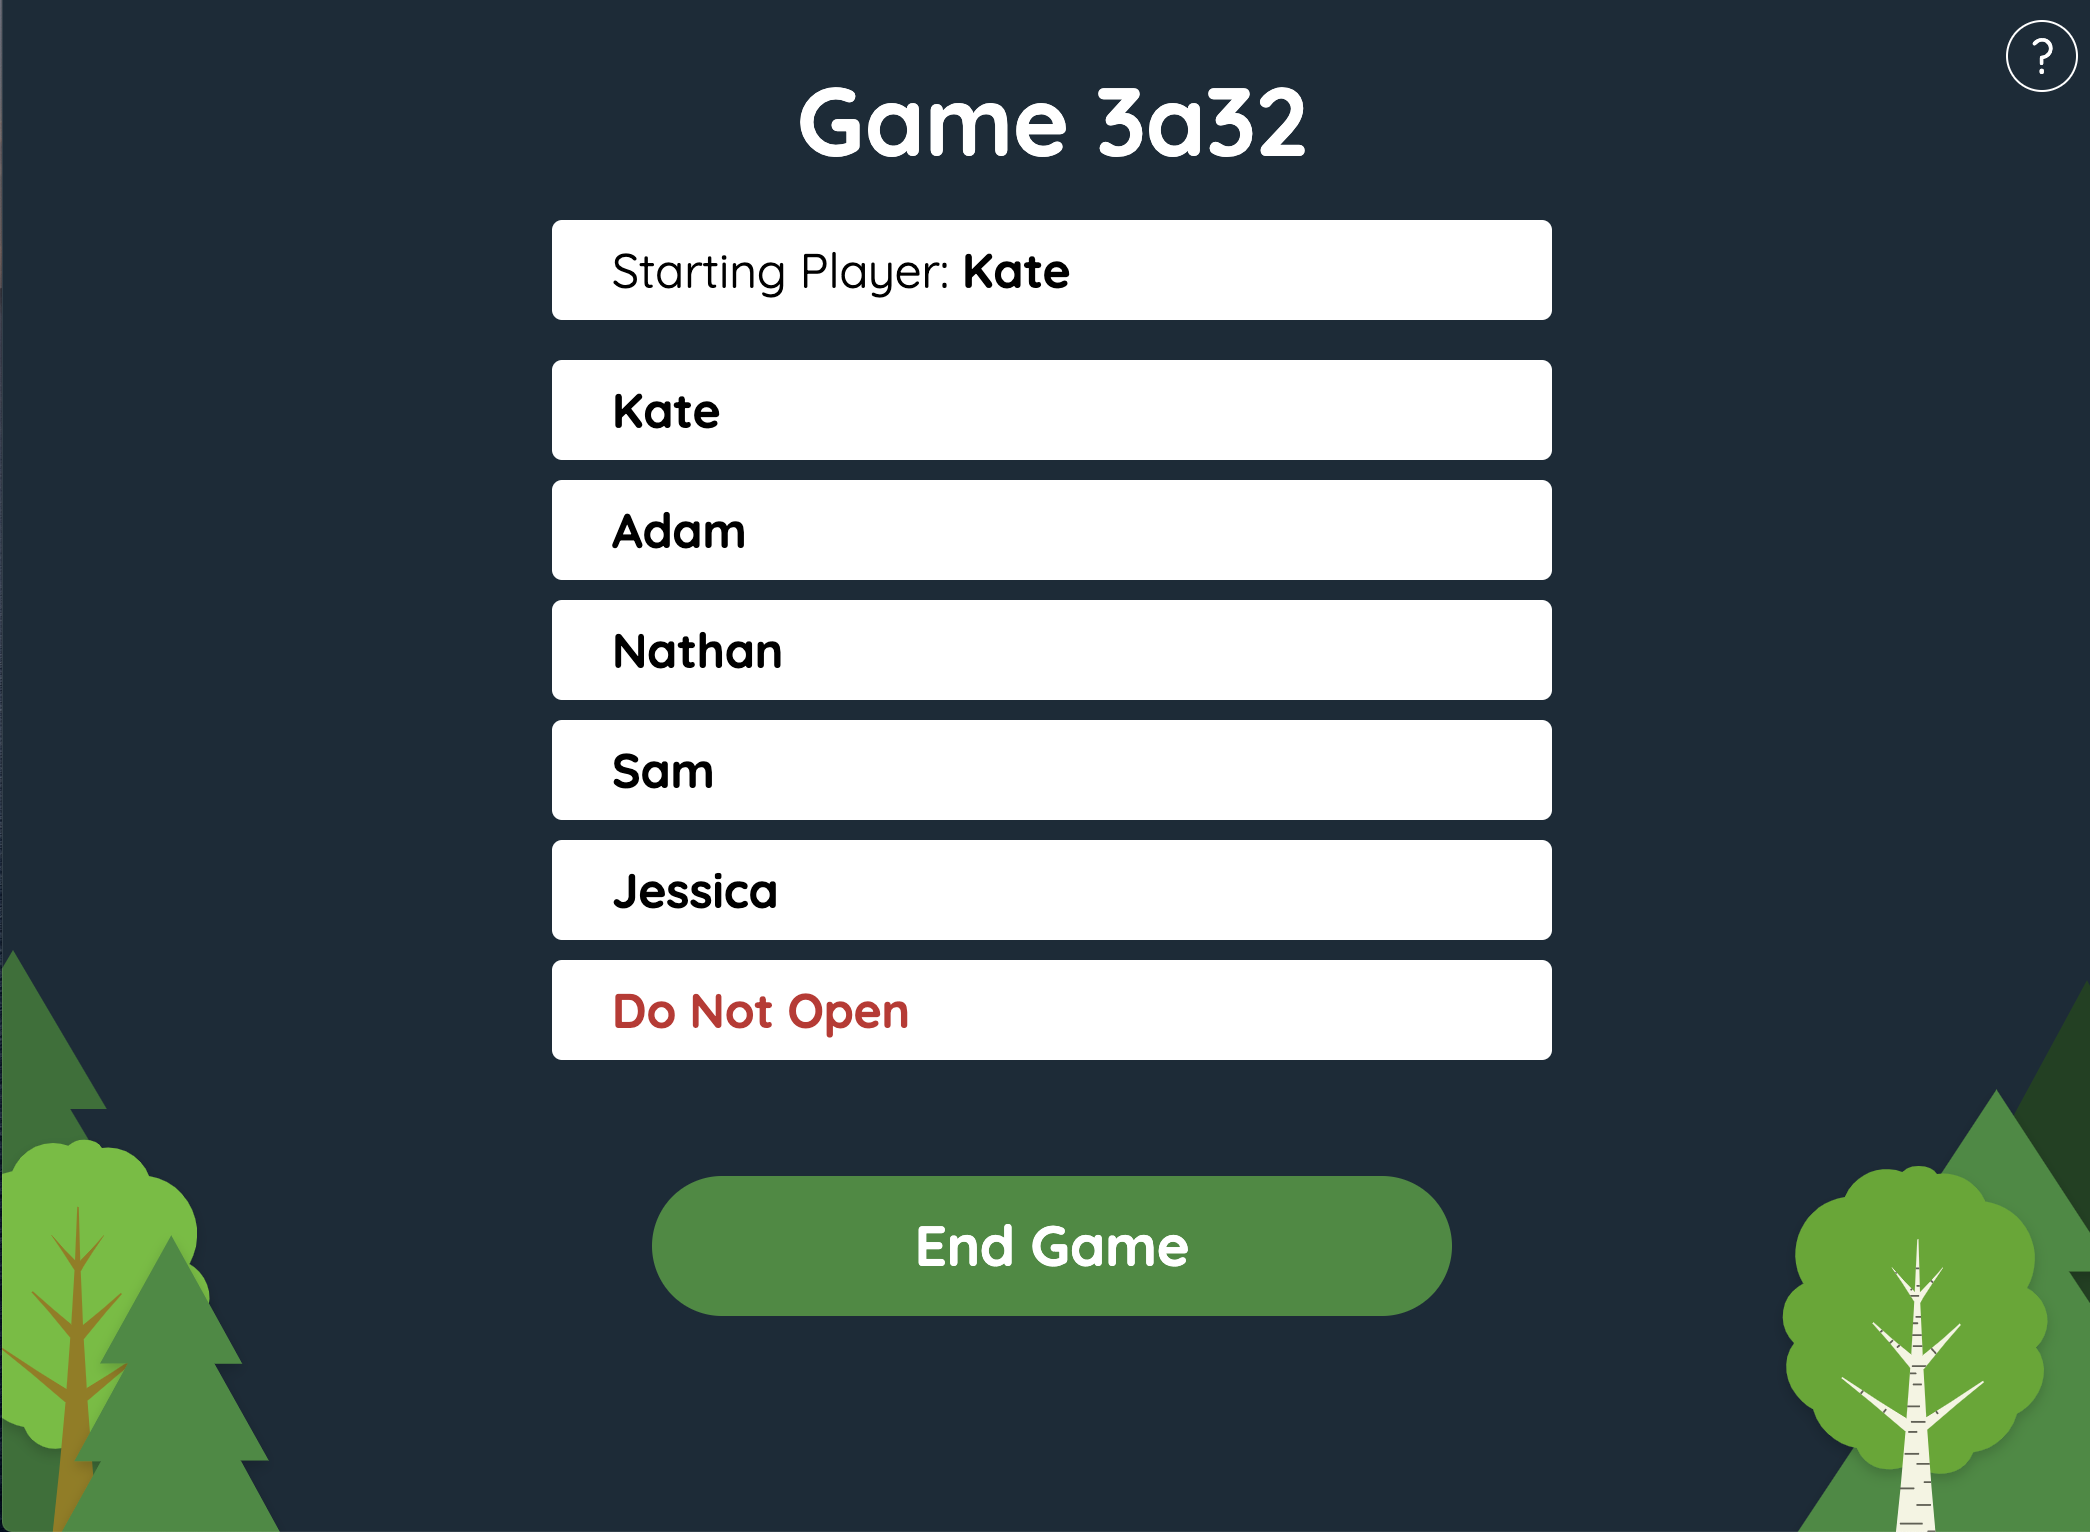 ?
Game 3a32
Starting Player: Kate
Kate
Adam
Nathan
Sam
Jessica
Do Not Open
End Game